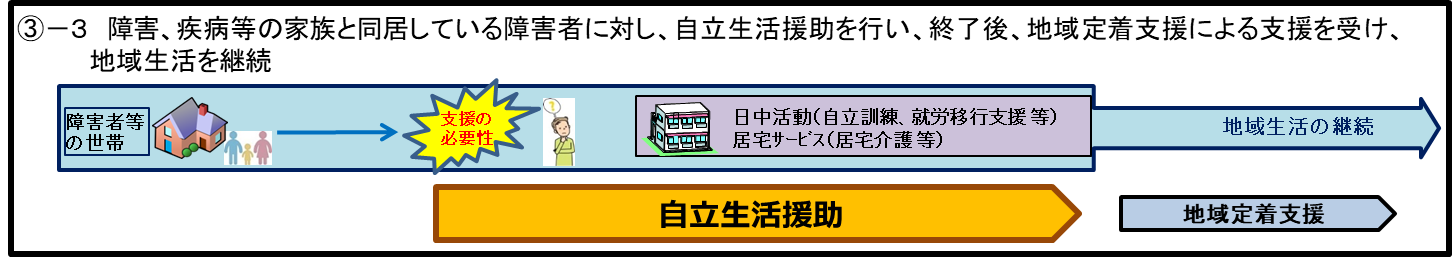 ③－３　障害、疾病等の家族と同居している障害者に対し、自立生活援助を行い、終了後、地域定着支援による支援を受け、
地域生活を継続
障害者等
の世帯
支援の
必要性
?
日中活動(自立訓練、就労移行支援 等)
居宅ｻｰﾋﾞｽ(居宅介護 等)
地域生活の継続
自立生活援助
地域定着支援